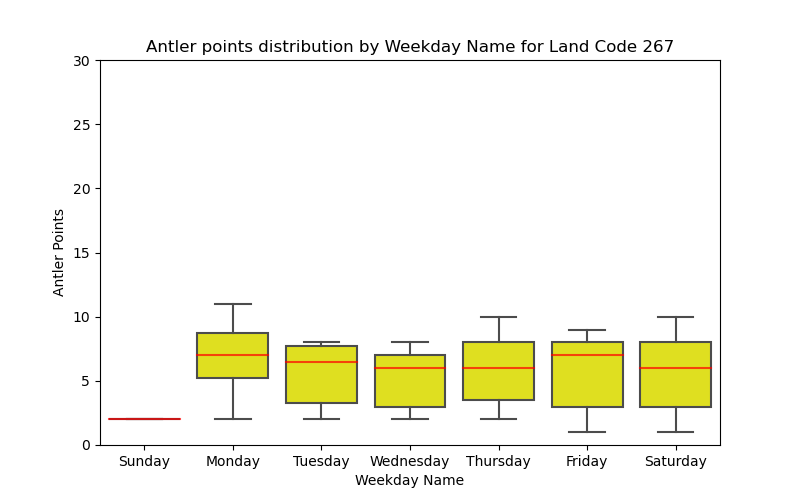 Antler points distribution by Weekday Name for Land Code 267
30
25
20
15
10
5
0
Antler Points
Sunday Monday Tuesday Wednesday Thursday Friday Saturday
Weekday Name